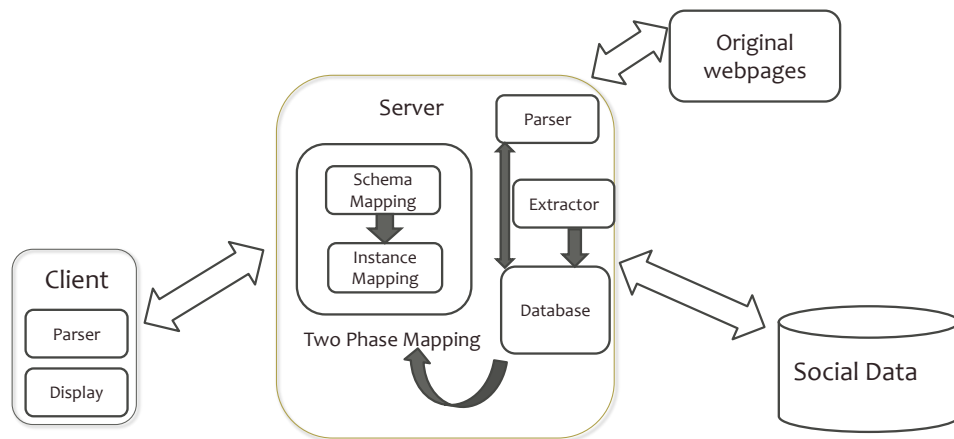 Original
webpages
Server
Parser
Schema
Mapping
Extractor
Instance
Mapping
Client
Parser
Display
Database
Two Phase Mapping
Social Data